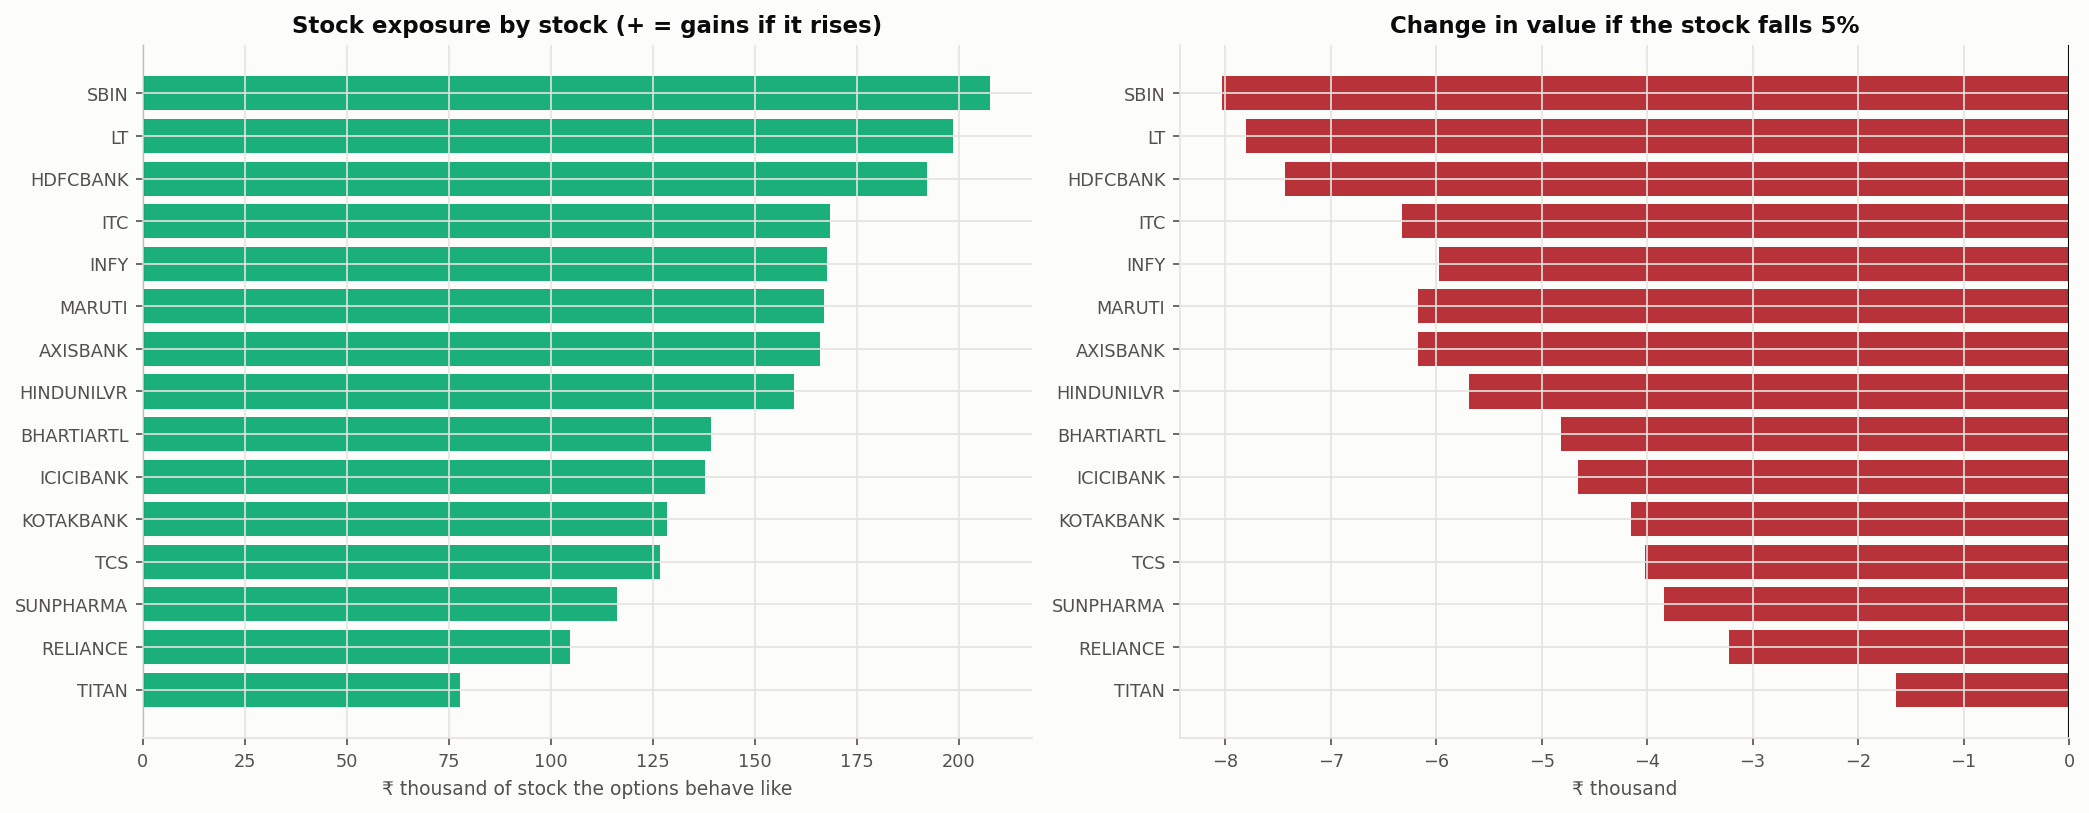 Stock exposure by stock (+ = gains if it rises)
SBIN
LT
HDFCBANK
ITC
INFY
MARUTI
AXISBANK
HINDUNILVR
BHARTIARTL
ICICIBANK
KOTAKBANK
TCS
SUNPHARMA
RELIANCE
TITAN
0 25 50 75 100 125 150 175 200
₹ thousand of stock the options behave like
Change in value if the stock falls 5%
SBIN
LT
HDFCBANK
ITC
INFY
MARUTI
AXISBANK
HINDUNILVR
BHARTIARTL
ICICIBANK
KOTAKBANK
TCS
SUNPHARMA
RELIANCE
TITAN
−8 −7 −6 −5 −4 −3 −2 −1 0
₹ thousand